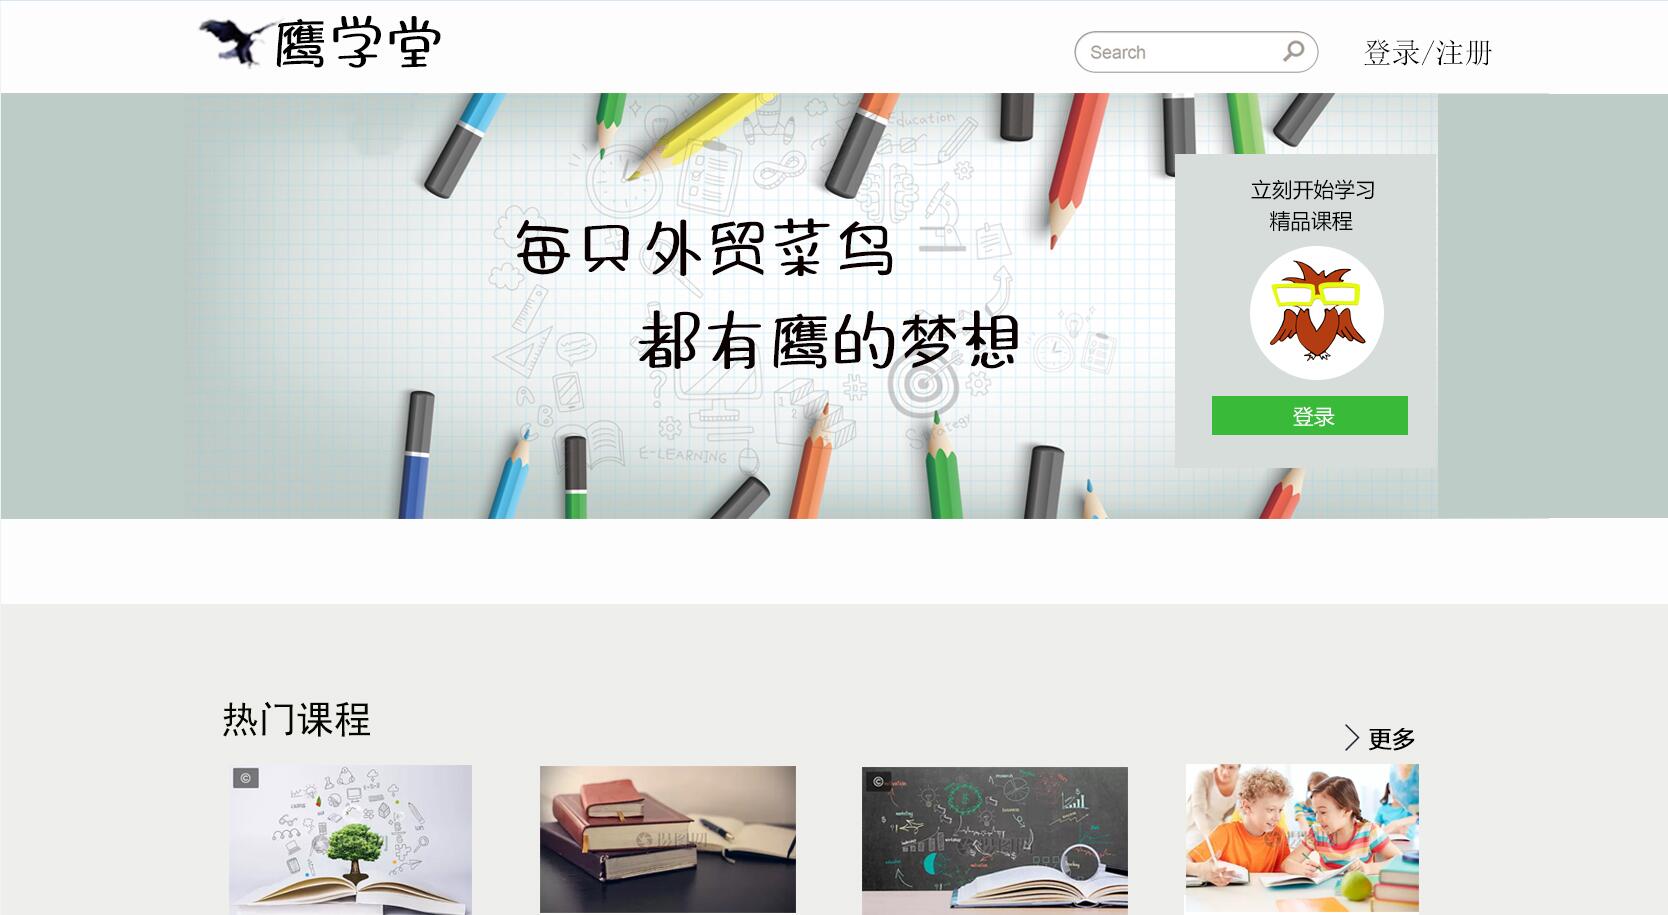 鹰学堂
Search
登录/注册
Education
每只外贸菜鸟
都有鹰的梦想
立刻开始学习
精品课程
登录
Strategy
E-LEARNING
热门课程
更多